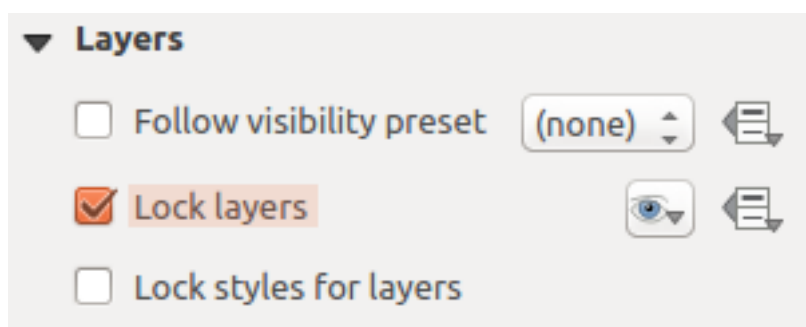 Layers
Follow visibility preset (none)
Lock layers
Lock styles for layers